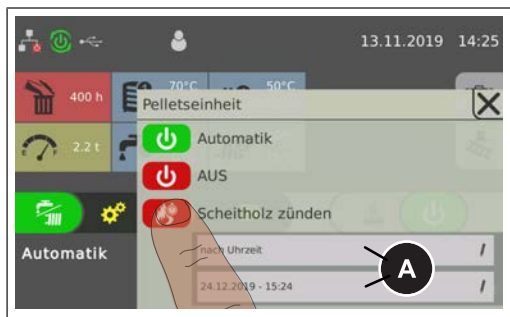 13.11.2019 14:25
400 h
70°C
50°C
Pelletseinheit
2.2 t
Automatik
AUS
Scheitholz zünden
Automatik
nach Uhrzeit
24.12.2019 - 15:24
A